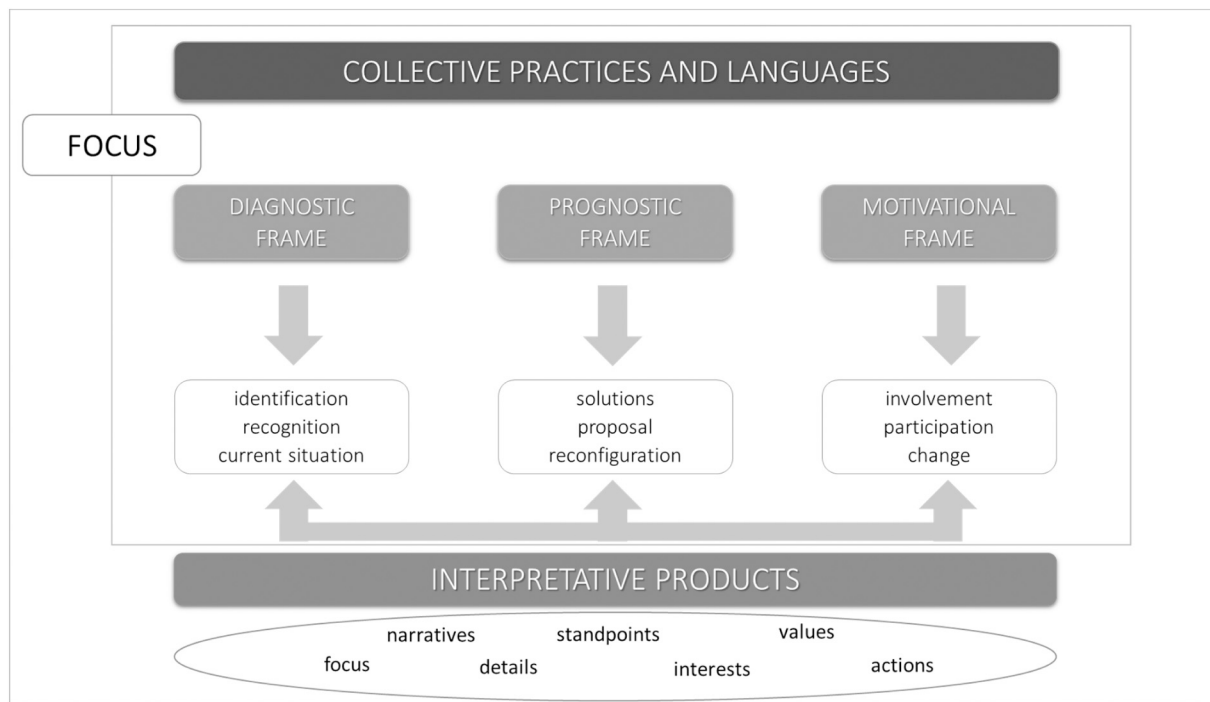 COLLECTIVE PRACTICES AND LANGUAGES
FOCUS
DIAGNOSTIC
FRAME
PROGNOSTIC
FRAME
MOTIVATIONAL
FRAME
identification
recognition
current situation
solutions
proposal
reconfiguration
involvement
participation
change
INTERPRETATIVE PRODUCTS
narratives standpoints values
focus details interests actions